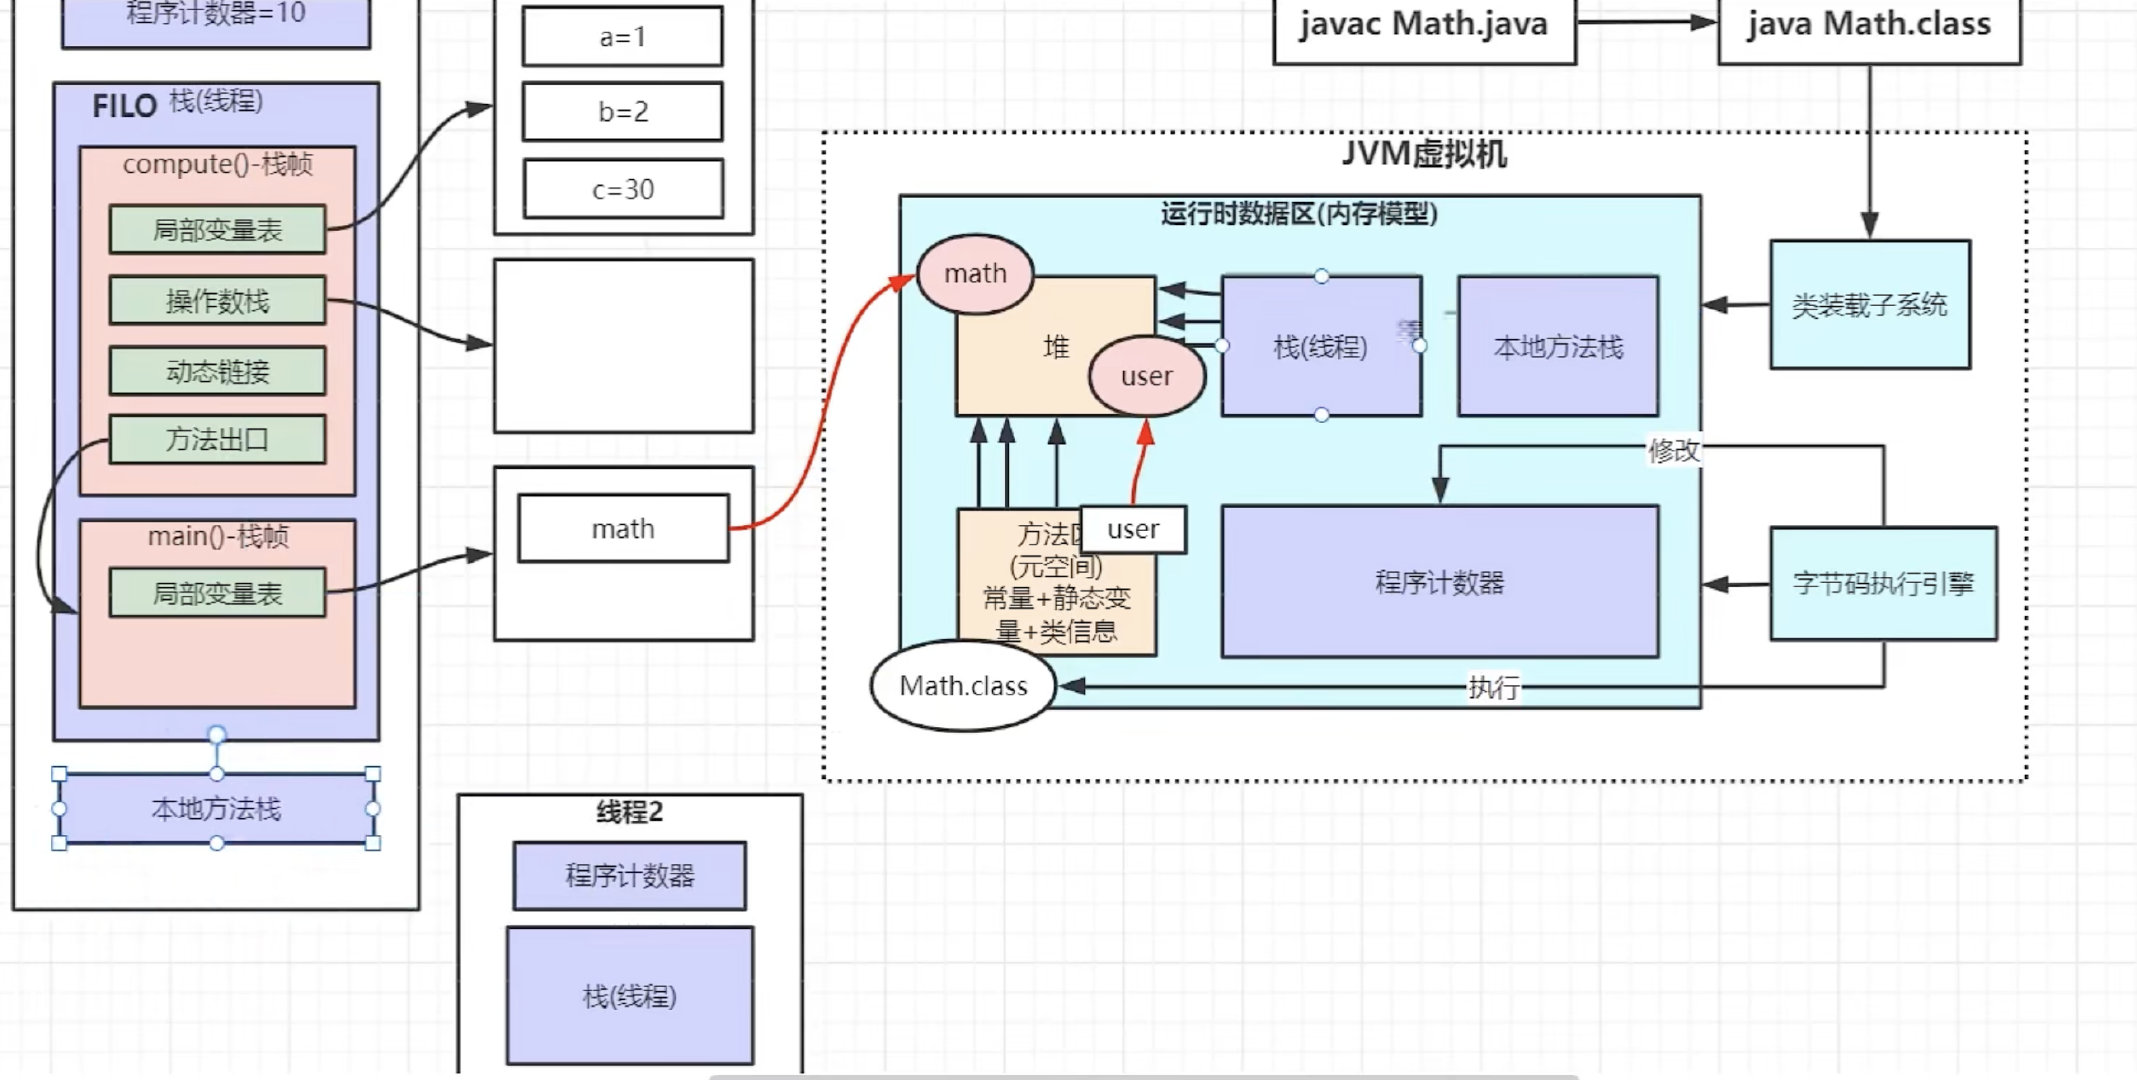 程序计数器=10
FILO 栈(线程)
compute()-栈帧
局部变量表
操作数栈
动态链接
方法出口
main()-栈帧
局部变量表
本地方法栈
a=1
b=2
c=30
math
线程2
程序计数器
栈(线程)
javac Math.java
java Math.class
JVM虚拟机
运行时数据区(内存模型)
math
堆
user
栈(线程)
本地方法栈
类装载子系统
修改
方法
user
(元空间)
常量+静态变
量+类信息
程序计数器
字节码执行引擎
Math.class
执行